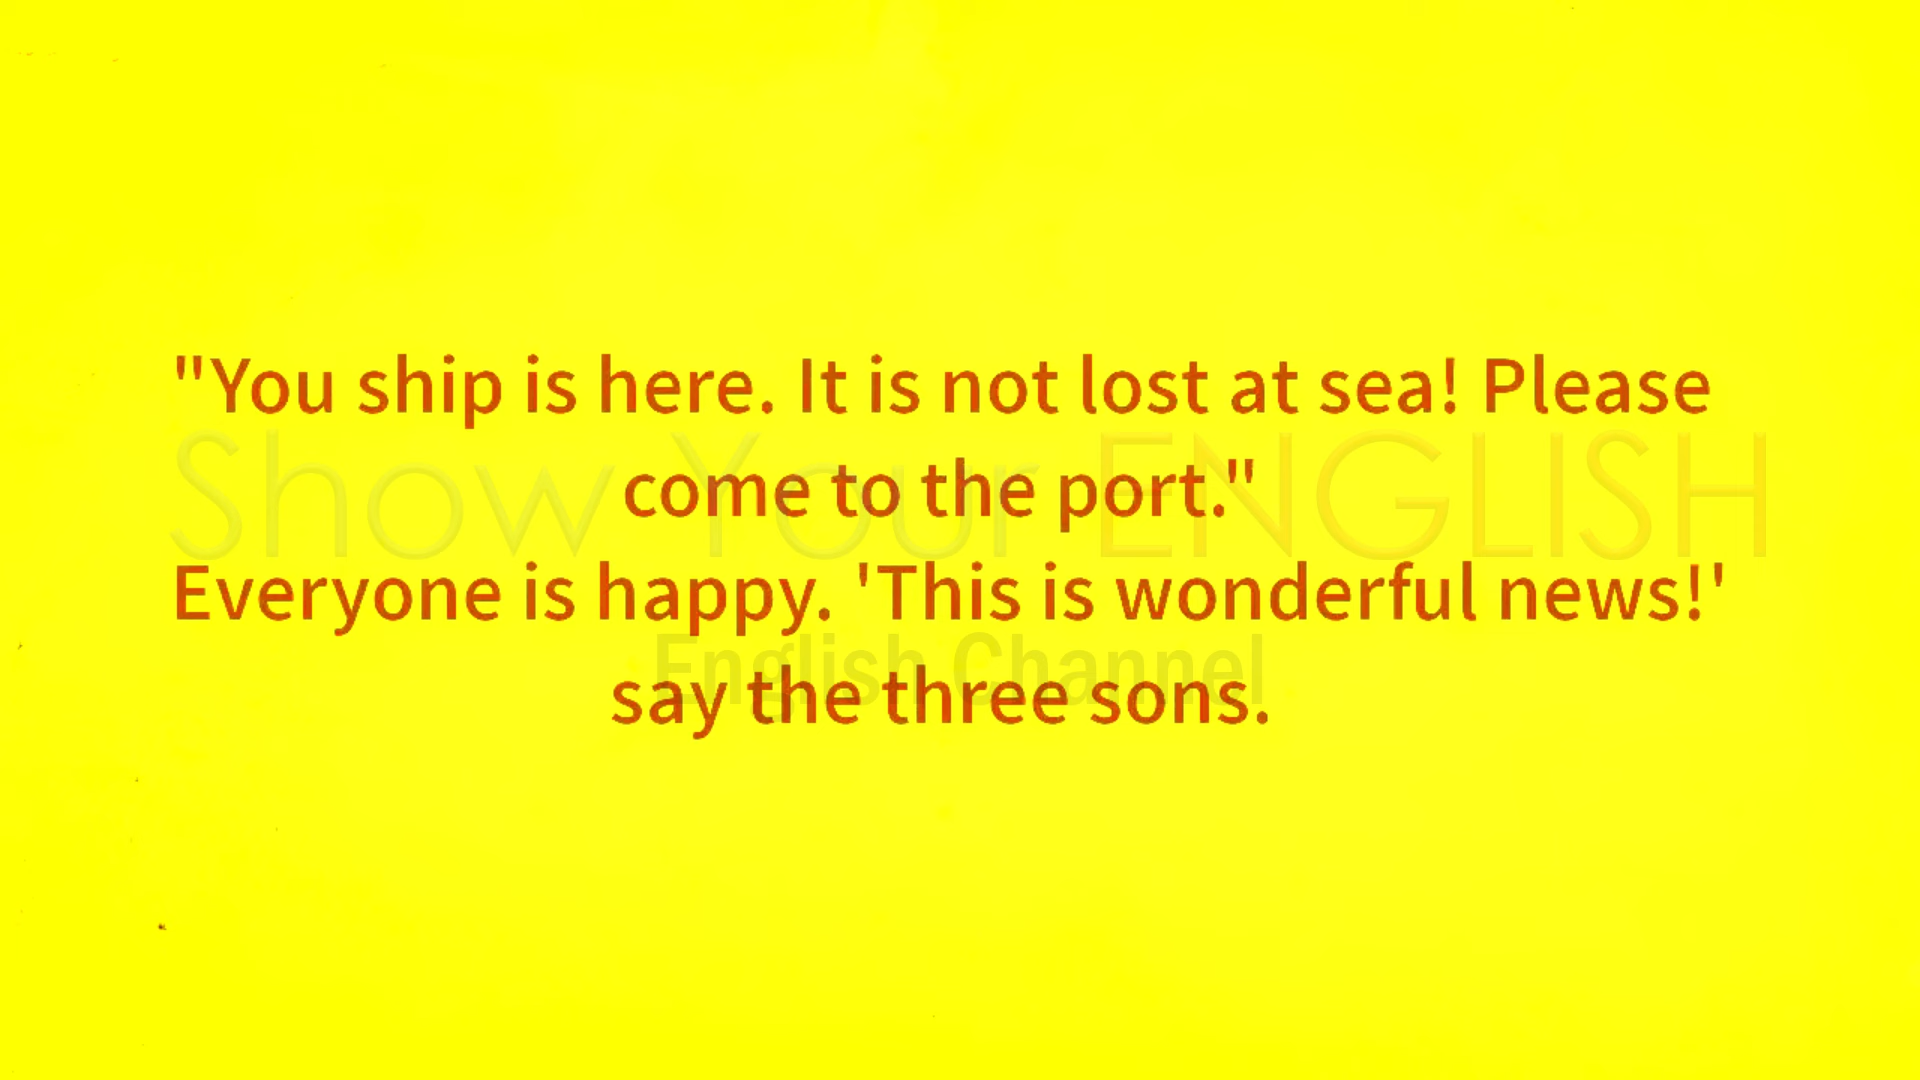 "You ship is here. It is not lost at sea! Please
come to the port."
Show Your ENGLISH
Everyone is happy. 'This is wonderful news!'
English Channel
say the three sons.